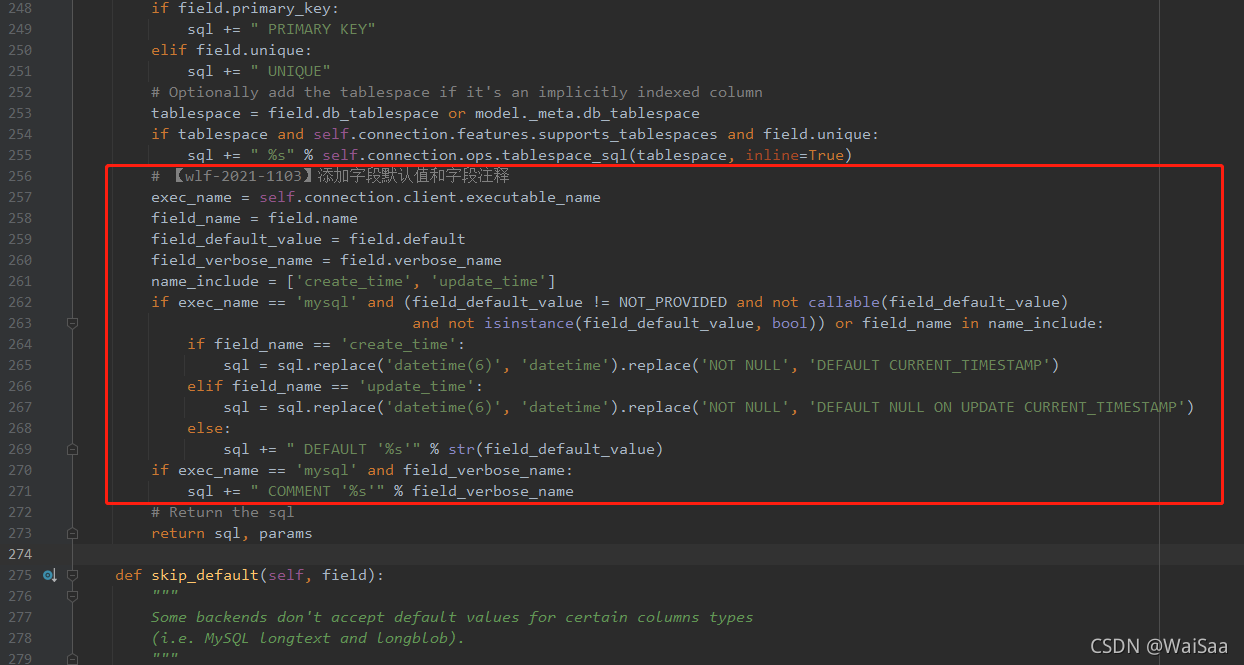 248 if field.primary_key:
249 sql += " PRIMARY KEY"
250 elif field.unique:
251 sql += " UNIQUE"
252 # Optionally add the tablespace if it's an implicitly indexed column
253 tablespace = field.db_tablespace or model._meta.db_tablespace
254 if tablespace and self.connection.features.supports_tablespaces and field.unique:
255 sql += " %s" % self.connection.ops.tablespace_sql(tablespace, inline=True)
256 # 【wlf-2021-1103】添加字段默认值和字段注释
257 exec_name = self.connection.client.executable_name
258 field_name = field.name
259 field_default_value = field.default
260 field_verbose_name = field.verbose_name
261 name_include = ['create_time', 'update_time']
262 if exec_name == 'mysql' and (field_default_value != NOT_PROVIDED and not callable(field_default_value)
263 and not isinstance(field_default_value, bool)) or field_name in name_include:
264 if field_name == 'create_time':
265 sql = sql.replace('datetime(6)', 'datetime').replace('NOT NULL', 'DEFAULT CURRENT_TIMESTAMP')
266 elif field_name == 'update_time':
267 sql = sql.replace('datetime(6)', 'datetime').replace('NOT NULL', 'DEFAULT NULL ON UPDATE CURRENT_TIMESTAMP')
268 else:
269 sql += " DEFAULT '%s'" % str(field_default_value)
270 if exec_name == 'mysql' and field_verbose_name:
271 sql += " COMMENT '%s'" % field_verbose_name
272 # Return the sql
273 return sql, params
274
275 def skip_default(self, field):
276 """
277 Some backends don't accept default values for certain columns types
278 (i.e. MySQL longtext and longblob).
279 """
CSDN @WaiSaa